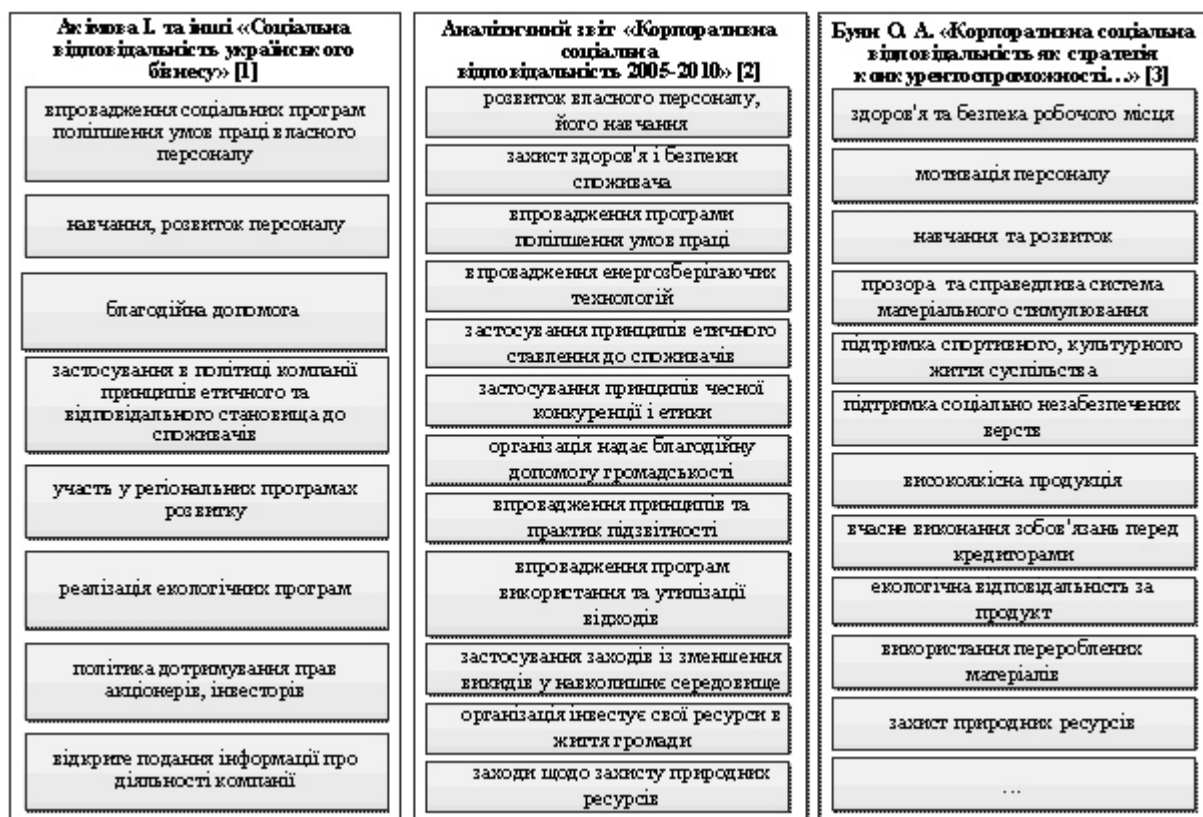 Акімова І. та інші «Соціальна
відповідальність українського
бізнесу» [1]
впровадження соціальних програм
поліпшення умов праці власного
персоналу
навчання, розвиток персоналу
благодійна допомога
застосування в політиці компанії
принципів етичного та
відповідального становища до
споживачів
участь у регіональних програмах
розвитку
реалізація екологічних програм
політика дотримування прав
акціонерів, інвесторів
відкрите подання інформації про
діяльності компанії
Аналітичний звіт «Корпоративна
соціальна
відповідальність 2005-2010» [2]
розвиток власного персоналу,
його навчання
захист здоров'я і безпеки
споживача
впровадження програми
поліпшення умов праці
впровадження енергозберігаючих
технологій
застосування принципів етичного
ставлення до споживачів
застосування принципів чесної
конкуренції і етики
організація надає благодійну
допомогу громадськості
впровадження принципів та
практик підзвітності
впровадження програм
використання та утилізації
відходів
застосування заходів із зменшення
викидів у навколишнє середовище
організація інвестує свої ресурси в
життя громади
заходи щодо захисту природних
ресурсів
Буян О. А. «Корпоративна соціальна
відповідальність як стратегія
конкурентоспроможності…» [3]
здоров'я та безпека робочого місця
мотивація персоналу
навчання та розвиток
прозора та справедлива система
матеріального стимулювання
підтримка спортивного, культурного
життя суспільства
підтримка соціально незабезпечених
верств
високоякісна продукція
вчасне виконання зобов'язань перед
кредиторами
екологічна відповідальність за
продукт
використання перероблених
матеріалів
захист природних ресурсів
…